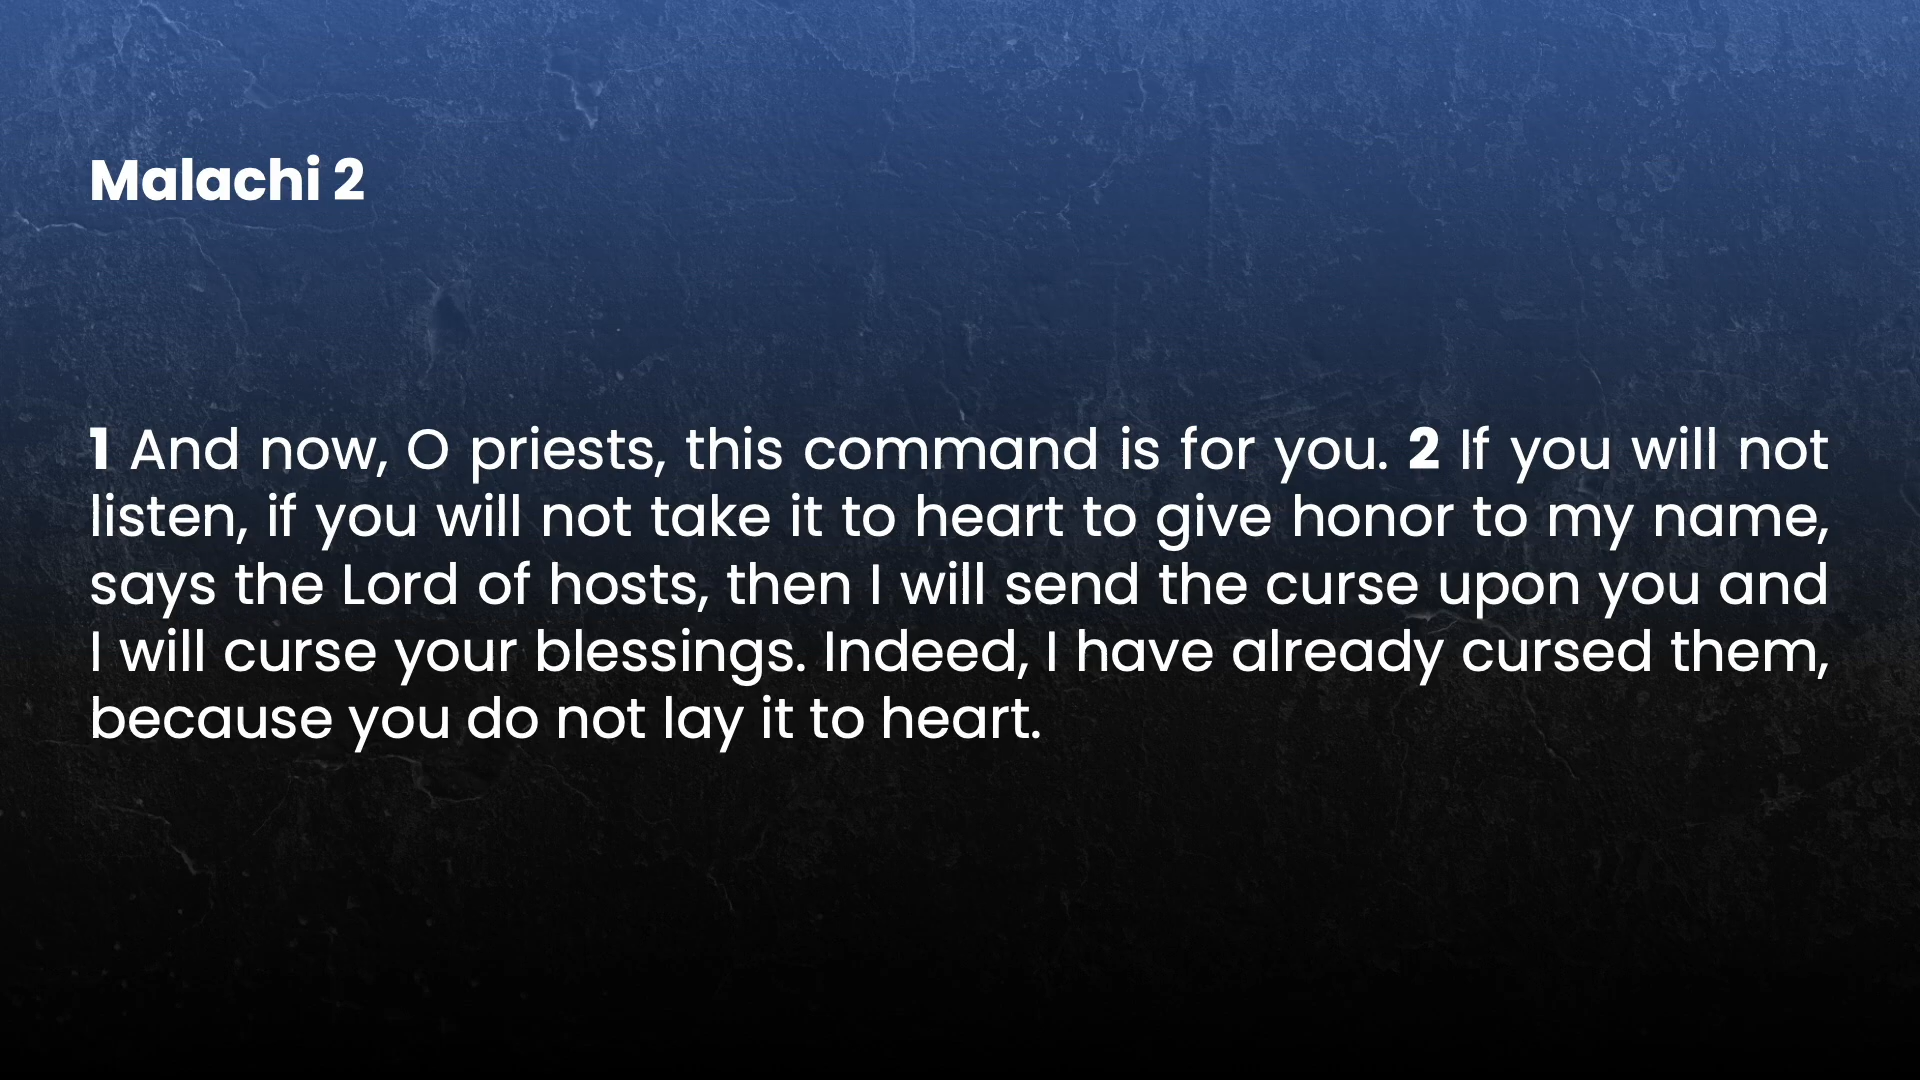 Malachi 2
1 And now, O priests, this command is for you. 2 If you will not
listen, if you will not take it to heart to give honor to my name,
says the Lord of hosts, then I will send the curse upon you and
I will curse your blessings. Indeed, I have already cursed them,
because you do not lay it to heart.